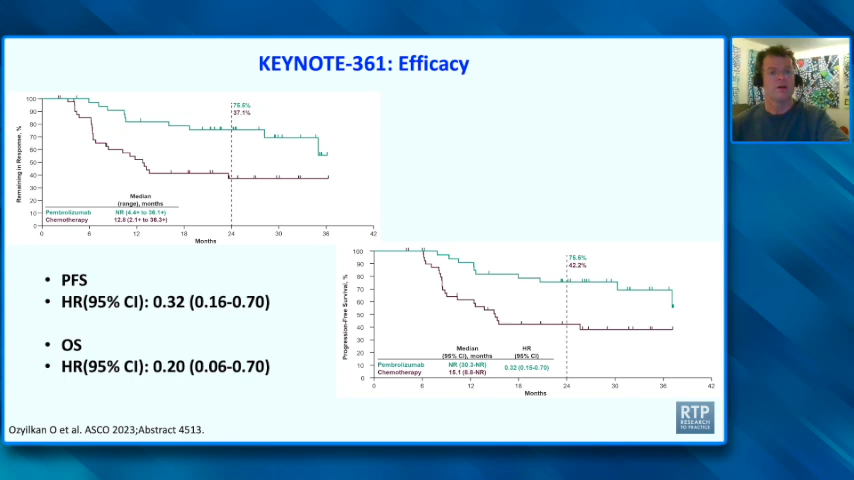 KEYNOTE-361: Efficacy
Remaining in Response, %
100
90
80
70
60
50
40
30
20
10
0
75.5%
37.1%
Median
(range), months
Pembrolizumab NR (4.4+ to 36.1+)
Chemotherapy 12.8 (2.1+ to 36.3+)
0 6 12 18 24 30 36 42
Months
• PFS
• HR(95% CI): 0.32 (0.16-0.70)
• OS
• HR(95% CI): 0.20 (0.06-0.70)
Progression-Free Survival, %
100
90
80
70
60
50
40
30
20
10
0
75.5%
42.2%
Median HR
(95% CI), months (95% CI)
Pembrolizumab NR (30.3-NR)
0.32 (0.15-0.70)
Chemotherapy 15.1 (8.8-NR)
0 6 12 18 24 30 36 42
Months
RTP
RESEARCH
TO PRACTICE
Ozyilkan O et al. ASCO 2023;Abstract 4513.